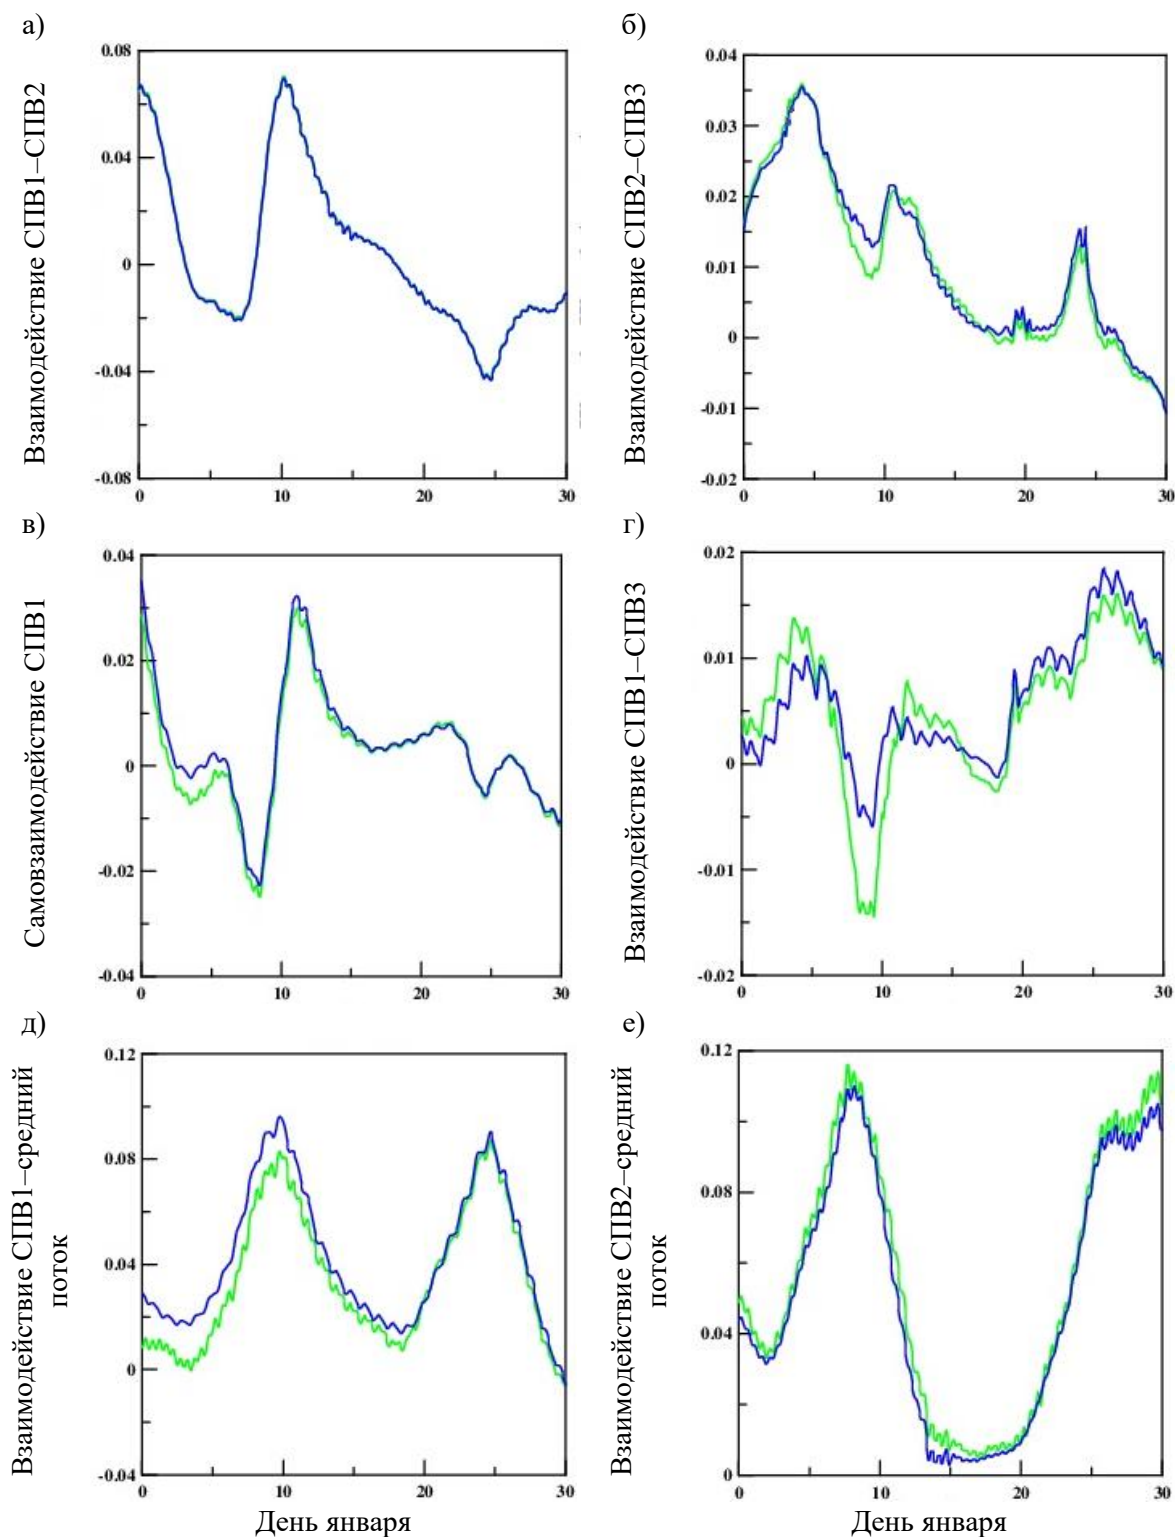 а)
Взаимодействие СПВ1–СПВ2
0.08
0.04
0
-0.04
-0.08
0 10 20 30
б)
Взаимодействие СПВ2–СПВ3
0.04
0.03
0.02
0.01
0
-0.01
-0.02
0 10 20 30
в)
Самовзаимодействие СПВ1
0.04
0.02
0
-0.02
-0.04
0 10 20 30
г)
Взаимодействие СПВ1–СПВ3
0.02
0.01
0
-0.01
-0.02
0 10 20 30
д)
Взаимодействие СПВ1–средний
поток
0.12
0.08
0.04
0
-0.04
0 10 20 30
День января
е)
Взаимодействие СПВ2–средний
поток
0.12
0.08
0.04
0
0 10 20 30
День января